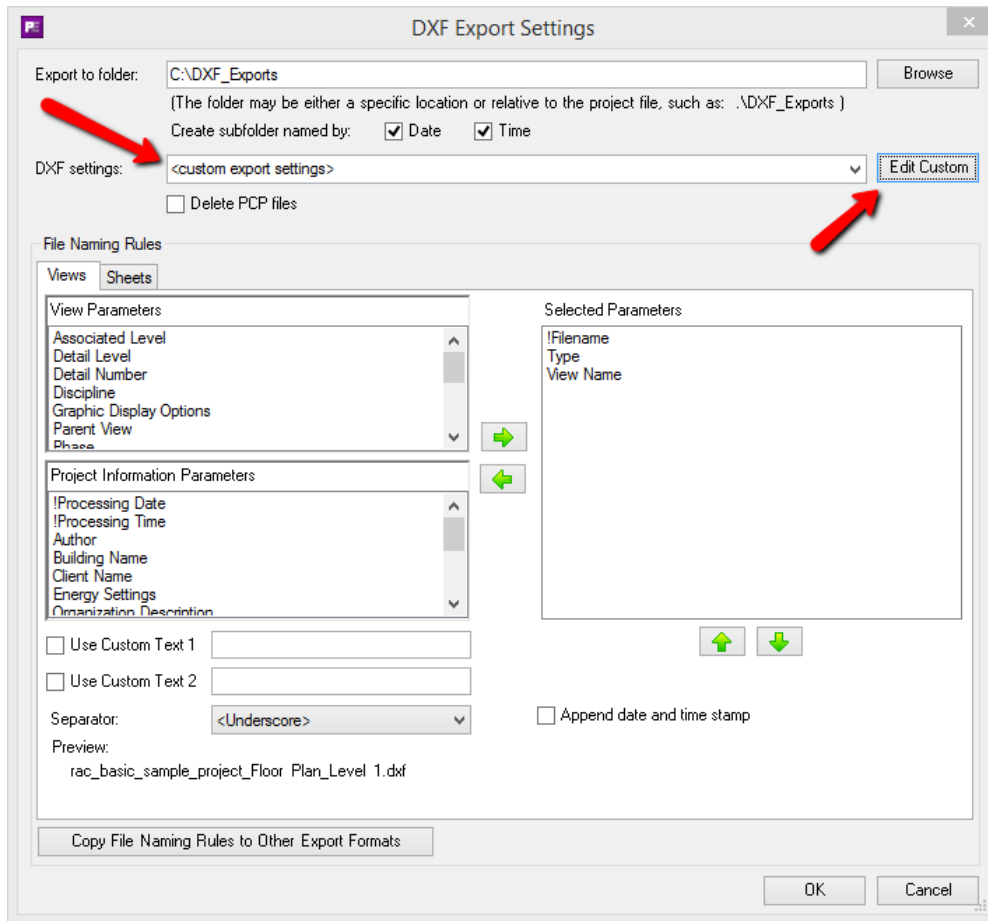 PE
DXF Export Settings
Export to folder:
C:\DXF_Exports
Browse
(The folder may be either a specific location or relative to the project file, such as: .\DXF_Exports )
Create subfolder named by:
Date
Time
DXF settings:
<custom export settings>
Edit Custom
Delete PCP files
File Naming Rules
Views
Sheets
View Parameters
Associated Level
Detail Level
Detail Number
Discipline
Graphic Display Options
Parent View
Phase
Project Information Parameters
!Processing Date
!Processing Time
Author
Building Name
Client Name
Energy Settings
Organization Description
Selected Parameters
!Filename
Type
View Name
Use Custom Text 1
Use Custom Text 2
Separator:
<Underscore>
Append date and time stamp
Preview:
rac_basic_sample_project_Floor Plan_Level 1.dxf
Copy File Naming Rules to Other Export Formats
OK
Cancel